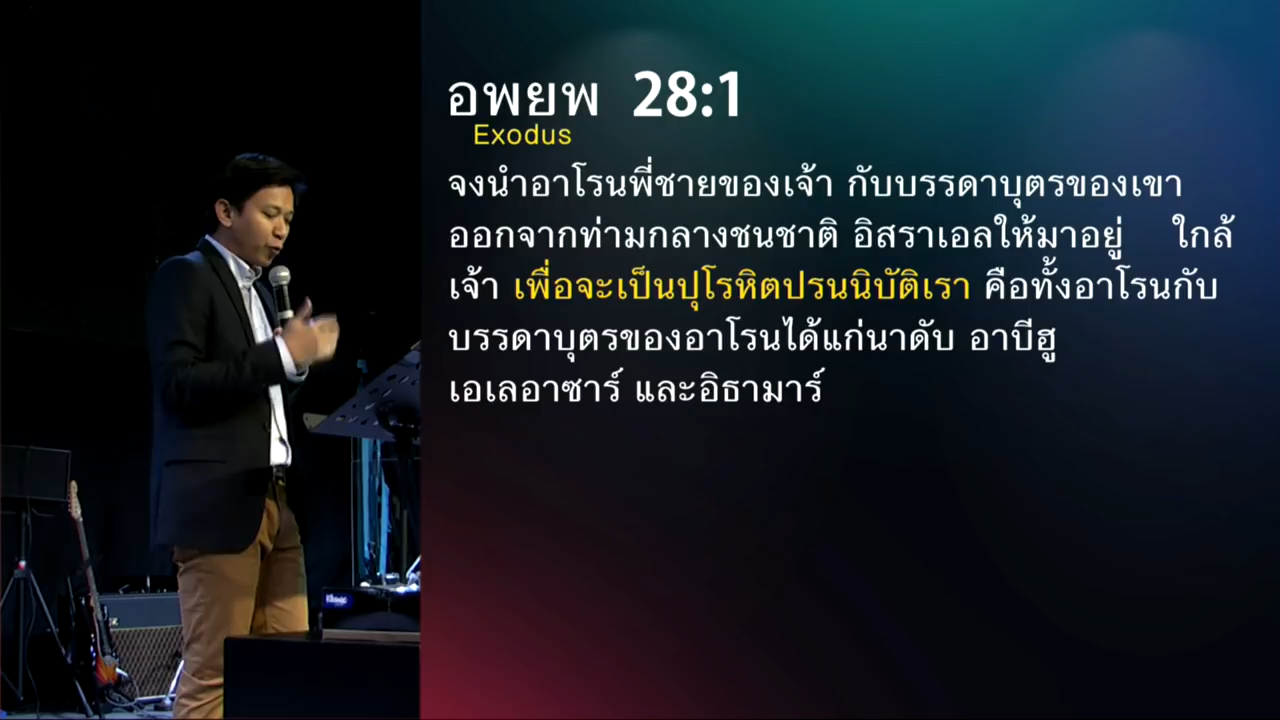 อพยพ 28:1
Exodus
จงนำอาโรนพี่ชายของเจ้า กับบรรดาบุตรของเขา
ออกจากท่ามกลางชนชาติ อิสราเอลให้มาอยู่ ใกล้
เจ้า เพื่อจะเป็นปุโรหิตปรนนิบัติเรา คือทั้งอาโรนกับ
บรรดาบุตรของอาโรนได้แก่นาดับ อาบีฮู
เอเลอาซาร์ และอิธามาร์